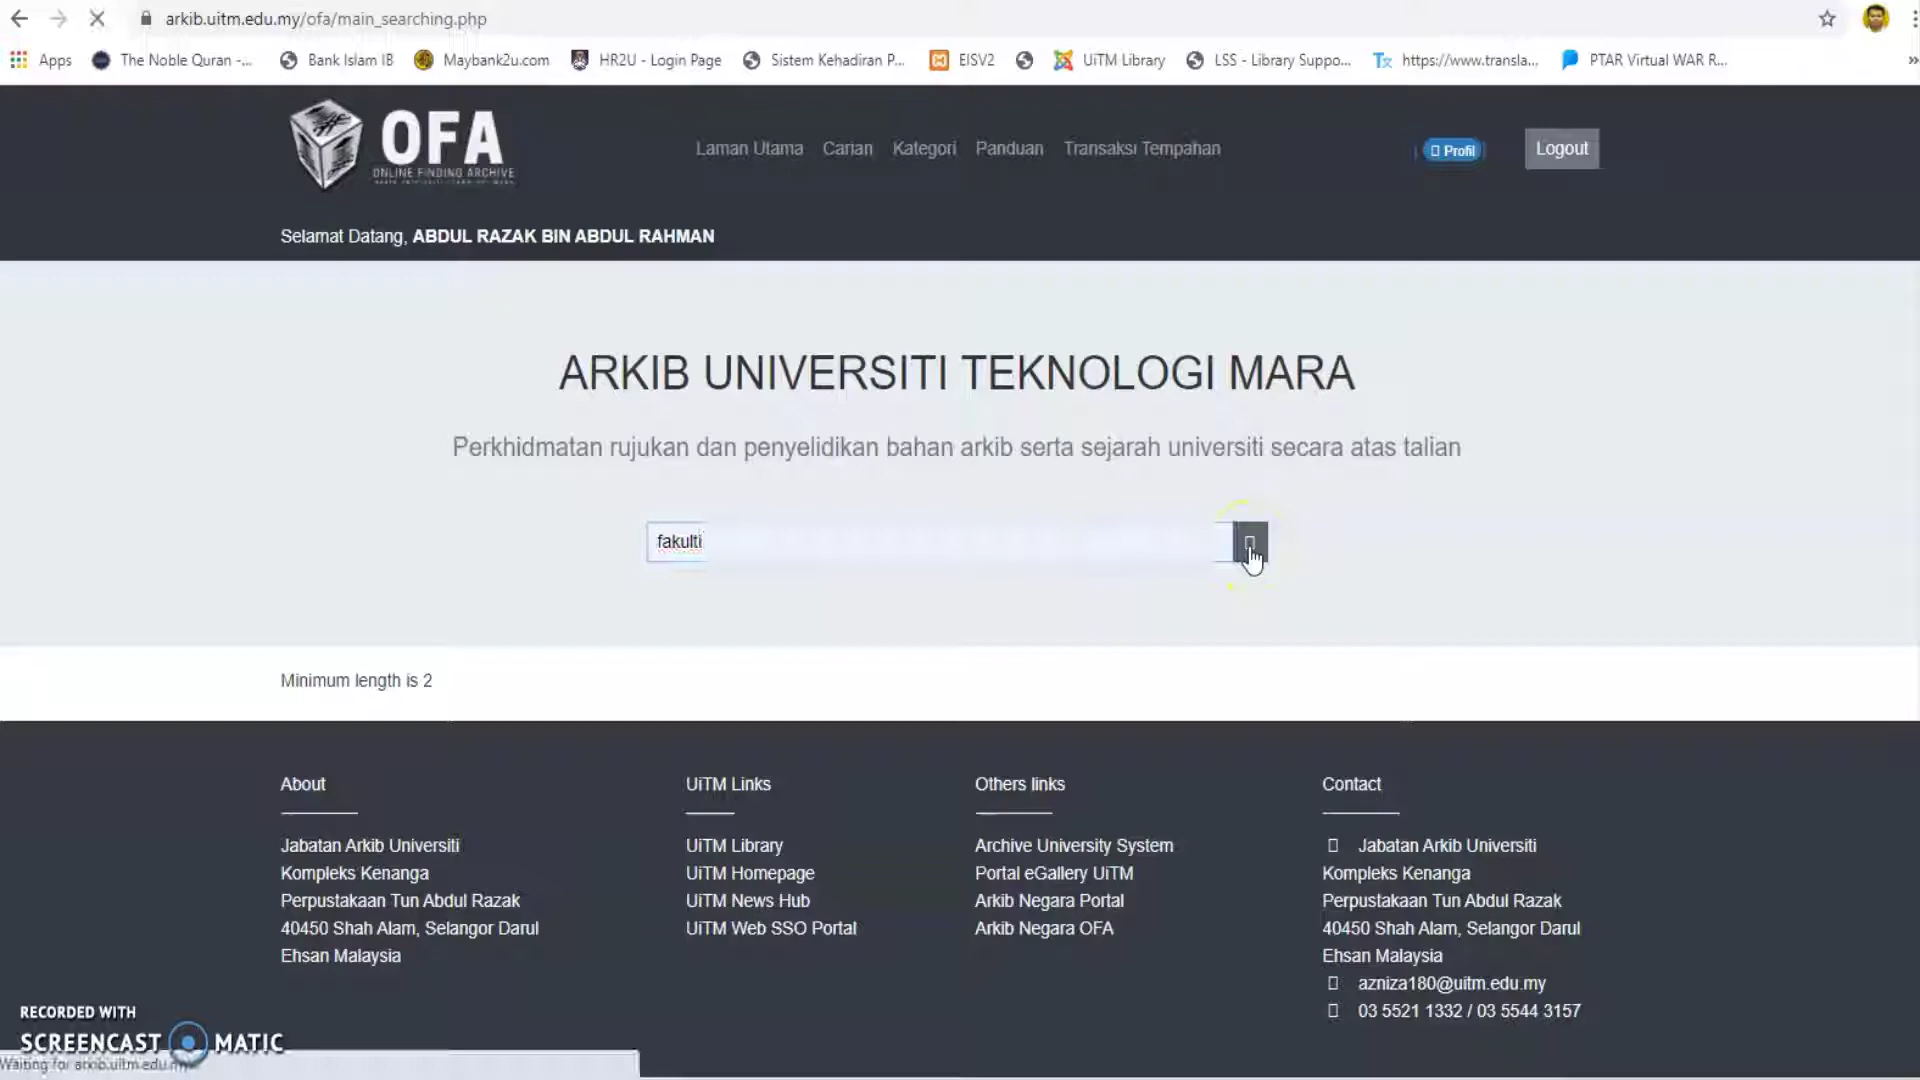 arkib.uitm.edu.my/ofa/main_searching.php
Apps The Noble Quran -... Bank Islam IB Maybank2u.com HR2U - Login Page Sistem Kehadiran P... EISV2 UiTM Library LSS - Library Suppo... https://www.transla... PTAR Virtual WAR R... »
OFA
ONLINE FINDING ARCHIVE
Laman Utama Carian Kategori Panduan Transaksi Tempahan
Profil
Logout
Selamat Datang, ABDUL RAZAK BIN ABDUL RAHMAN
ARKIB UNIVERSITI TEKNOLOGI MARA
Perkhidmatan rujukan dan penyelidikan bahan arkib serta sejarah universiti secara atas talian
fakulti
Minimum length is 2
About
Jabatan Arkib Universiti
Kompleks Kenanga
Perpustakaan Tun Abdul Razak
40450 Shah Alam, Selangor Darul
Ehsan Malaysia
UiTM Links
UiTM Library
UiTM Homepage
UiTM News Hub
UiTM Web SSO Portal
Others links
Archive University System
Portal eGallery UiTM
Arkib Negara Portal
Arkib Negara OFA
Contact
Jabatan Arkib Universiti
Kompleks Kenanga
Perpustakaan Tun Abdul Razak
40450 Shah Alam, Selangor Darul
Ehsan Malaysia
azniza180@uitm.edu.my
03 5521 1332 / 03 5544 3157
RECORDED WITH
SCREENCAST MATIC
Waiting for arkib.uitm.edu.my